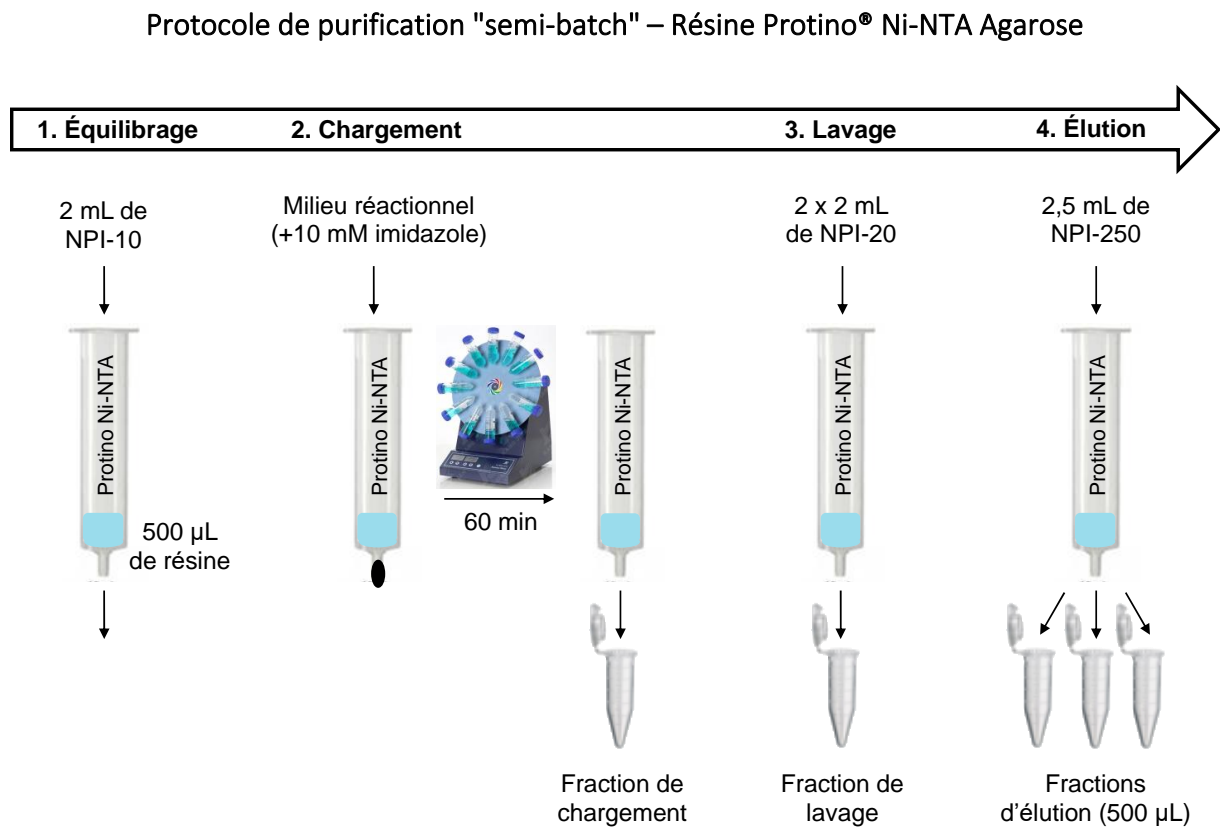 Protocole de purification "semi-batch" – Résine Protino® Ni-NTA Agarose
1. Équilibrage
2. Chargement
3. Lavage
4. Élution
2 mL de
NPI-10
Milieu réactionnel
(+10 mM imidazole)
2 x 2 mL
de NPI-20
2,5 mL de
NPI-250
Protino Ni-NTA
Protino Ni-NTA
Protino Ni-NTA
Protino Ni-NTA
Protino Ni-NTA
500 µL
de résine
60 min
Fraction de
chargement
Fraction de
lavage
Fractions
d'élution (500 µL)